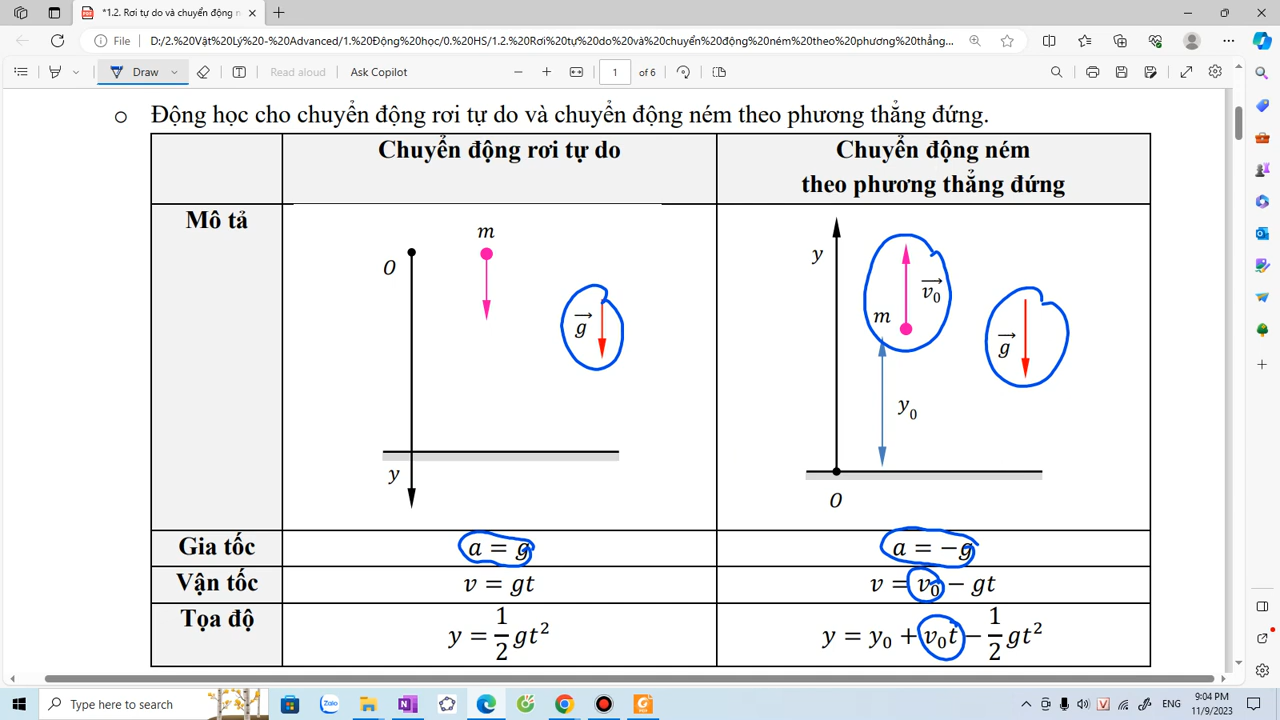 *1.2. Rơi tự do và chuyển động n
File
D:/2.%20Vật%20Lý%20-%20Advanced/1.%20Động%20học/0.%20HS/1.2.%20Rơi%20tự%20do%20và%20chuyển%20động%20ném%20theo%20phương%20thẳng...
Draw
Read aloud
Ask Copilot
1
of 6
Động học cho chuyển động rơi tự do và chuyển động ném theo phương thẳng đứng.
Chuyển động rơi tự do
Chuyển động ném
theo phương thẳng đứng
Mô tả
O
m
g
y
y
m
v₀
g
y₀
O
Gia tốc
a = g
a = −g
Vận tốc
v = gt
v = v₀ − gt
Tọa độ
y = 1/2 gt²
y = y₀ + v₀t − 1/2 gt²
Type here to search
Zalo
ENG
9:04 PM
11/9/2023